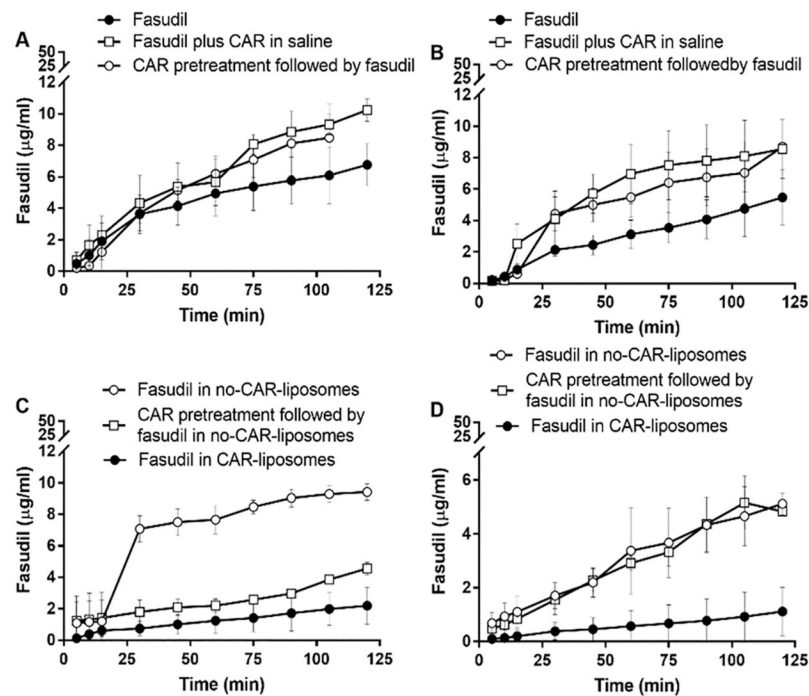 A
Fasudil
Fasudil plus CAR in saline
CAR pretreatment followed by fasudil
50
25
10
8
6
4
2
0
Fasudil (µg/ml)
0 25 50 75 100 125
Time (min)
B
Fasudil
Fasudil plus CAR in saline
CAR pretreatment followedby fasudil
50
25
10
8
6
4
2
0
Fasudil (µg/ml)
0 25 50 75 100 125
Time (min)
C
Fasudil in no-CAR-liposomes
CAR pretreatment followed by
fasudil in no-CAR-liposomes
Fasudil in CAR-liposomes
50
25
10
8
6
4
2
0
Fasudil (µg/ml)
0 25 50 75 100 125
Time (min)
D
Fasudil in no-CAR-liposomes
CAR pretreatment followed by
fasudil in no-CAR-liposomes
Fasudil in CAR-liposomes
50
25
6
4
2
0
Fasudil (µg/ml)
0 25 50 75 100 125
Time (min)